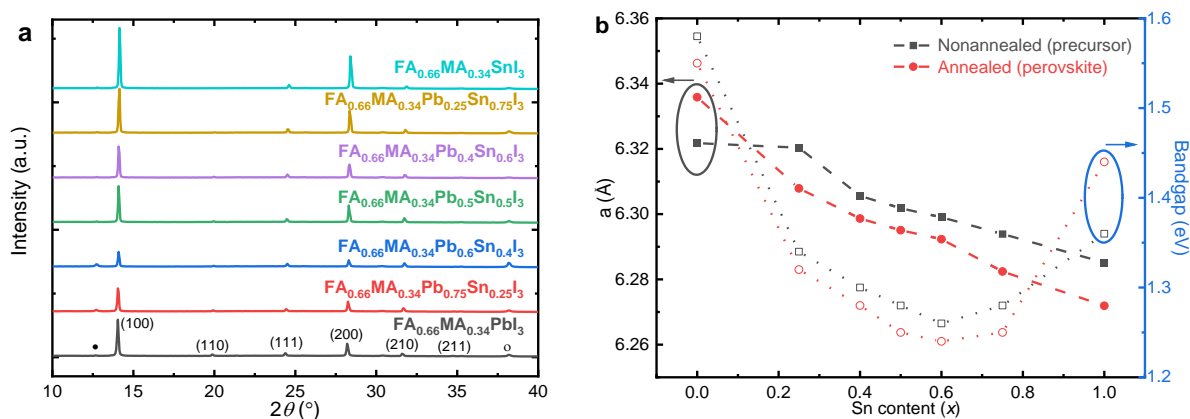 a
Intensity (a.u.)
FA0.66MA0.34SnI3
FA0.66MA0.34Pb0.25Sn0.75I3
FA0.66MA0.34Pb0.4Sn0.6I3
FA0.66MA0.34Pb0.5Sn0.5I3
FA0.66MA0.34Pb0.6Sn0.4I3
FA0.66MA0.34Pb0.75Sn0.25I3
FA0.66MA0.34PbI3
(100)
(110)
(111)
(200)
(210)
(211)
10 15 20 25 30 35 40
2θ (°)
b
Nonannealed (precursor)
Annealed (perovskite)
a (Å)
6.36
6.34
6.32
6.30
6.28
6.26
0.0 0.2 0.4 0.6 0.8 1.0
Sn content (x)
1.6
1.5
1.4
1.3
1.2
Bandgap (eV)